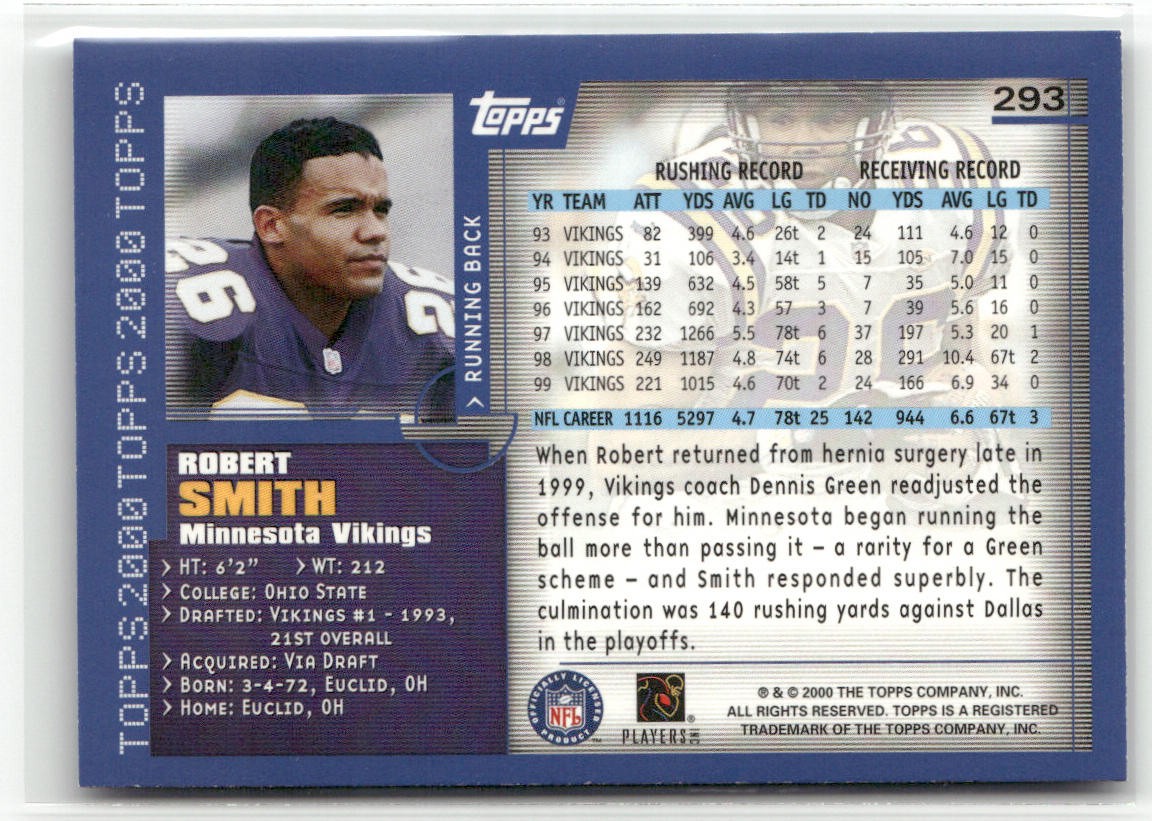 TOPPS 2000 TOPPS 2000 TOPPS 2000 TOPPS
26
26
> RUNNING BACK
TOPPS®
293
RUSHING RECORD RECEIVING RECORD
YR TEAM ATT YDS AVG LG TD NO YDS AVG LG TD
93 VIKINGS 82 399 4.6 26t 2 24 111 4.6 12 0
94 VIKINGS 31 106 3.4 14t 1 15 105 7.0 15 0
95 VIKINGS 139 632 4.5 58t 5 7 35 5.0 11 0
96 VIKINGS 162 692 4.3 57 3 7 39 5.6 16 0
97 VIKINGS 232 1266 5.5 78t 6 37 197 5.3 20 1
98 VIKINGS 249 1187 4.8 74t 6 28 291 10.4 67t 2
99 VIKINGS 221 1015 4.6 70t 2 24 166 6.9 34 0
NFL CAREER 1116 5297 4.7 78t 25 142 944 6.6 67t 3
When Robert returned from hernia surgery late in
1999, Vikings coach Dennis Green readjusted the
offense for him. Minnesota began running the
ball more than passing it – a rarity for a Green
scheme – and Smith responded superbly. The
culmination was 140 rushing yards against Dallas
in the playoffs.
ROBERT
SMITH
Minnesota Vikings
> HT: 6'2" > WT: 212
> COLLEGE: OHIO STATE
> DRAFTED: VIKINGS #1 - 1993,
21ST OVERALL
> ACQUIRED: VIA DRAFT
> BORN: 3-4-72, EUCLID, OH
> HOME: EUCLID, OH
OFFICIALLY LICENSED
NFL
PRODUCT™
PLAYERS INC®
® & © 2000 THE TOPPS COMPANY, INC.
ALL RIGHTS RESERVED. TOPPS IS A REGISTERED
TRADEMARK OF THE TOPPS COMPANY, INC.